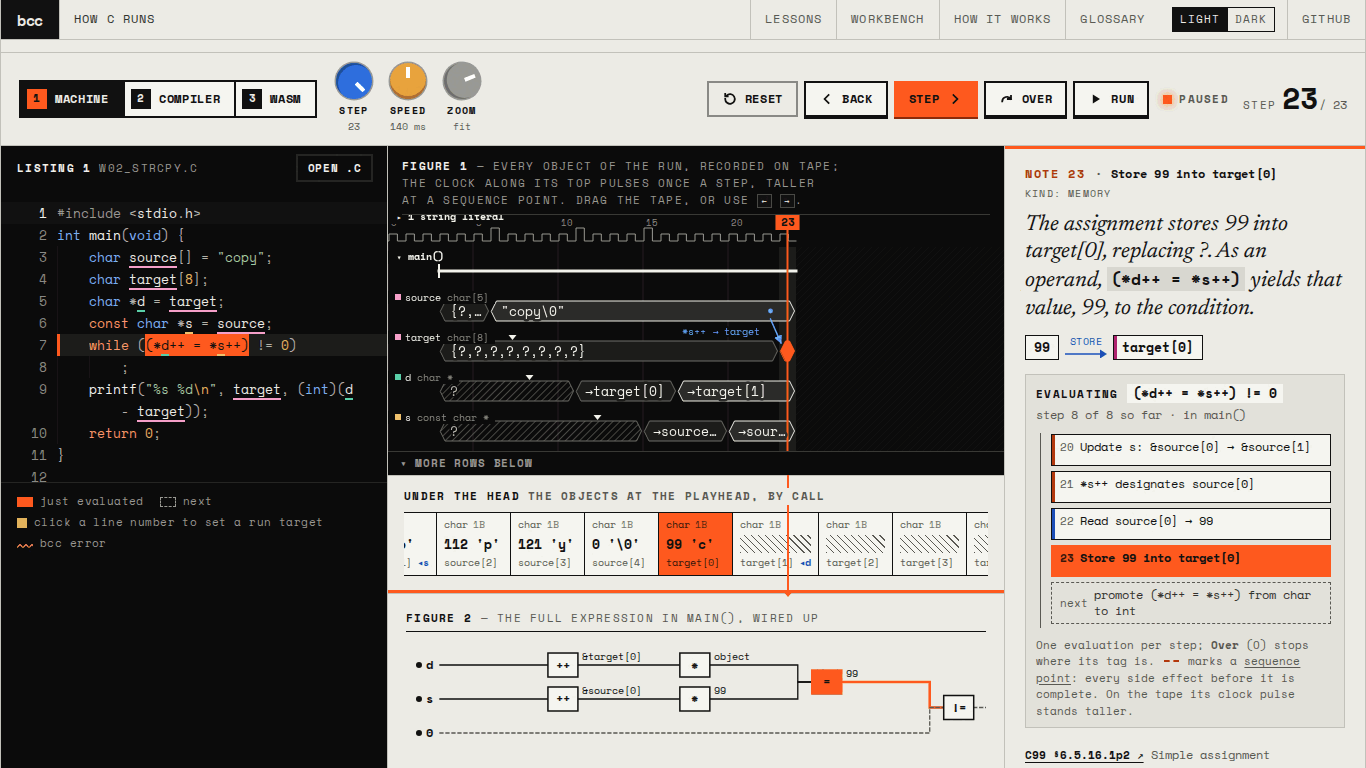 bcc HOW C RUNS LESSONS WORKBENCH HOW IT WORKS GLOSSARY LIGHT DARK GITHUB
1 MACHINE 2 COMPILER 3 WASM
STEP SPEED ZOOM
23 140 ms fit
RESET BACK STEP OVER RUN PAUSED STEP 23 / 23
LISTING 1 W02_STRCPY.C OPEN .C
1 #include <stdio.h>
2 int main(void) {
3 char source[] = "copy";
4 char target[8];
5 char *d = target;
6 const char *s = source;
7 while ((*d++ = *s++) != 0)
8 ;
9 printf("%s %d\n", target, (int)(d
- target));
10 return 0;
11 }
12
just evaluated next
click a line number to set a run target
bcc error
FIGURE 1 — EVERY OBJECT OF THE RUN, RECORDED ON TAPE;
THE CLOCK ALONG ITS TOP PULSES ONCE A STEP, TALLER
AT A SEQUENCE POINT. DRAG THE TAPE, OR USE ← →.
1 string literal
10 15 20 23
main()
source char[5]
{?,… "copy\0"
*s++ → target
target char[8]
{?,?,?,?,?,?,?,?}
d char *
? →target[0] →target[1]
s const char *
? →source… →sour…
▾ MORE ROWS BELOW
UNDER THE HEAD THE OBJECTS AT THE PLAYHEAD, BY CALL
char 1B char 1B char 1B char 1B char 1B char 1B char 1B
112 'p' 121 'y' 0 '\0' 99 'c'
◂s source[2] source[3] source[4] target[0] target[1] ◂d target[2] target[3]
FIGURE 2 — THE FULL EXPRESSION IN MAIN(), WIRED UP
d ++ &target[0] * object
= 99
s ++ &source[0] * 99
!=
0
NOTE 23 · Store 99 into target[0]
KIND: MEMORY
The assignment stores 99 into
target[0], replacing ?. As an
operand, (*d++ = *s++) yields that
value, 99, to the condition.
99 STORE target[0]
EVALUATING (*d++ = *s++) != 0
step 8 of 8 so far · in main()
20 Update s: &source[0] → &source[1]
21 *s++ designates source[0]
22 Read source[0] → 99
23 Store 99 into target[0]
next promote (*d++ = *s++) from char
to int
One evaluation per step; Over (O) stops
where its tag is. -- marks a sequence
point: every side effect before it is
complete. On the tape its clock pulse
stands taller.
C99 §6.5.16.1p2 ↗ Simple assignment